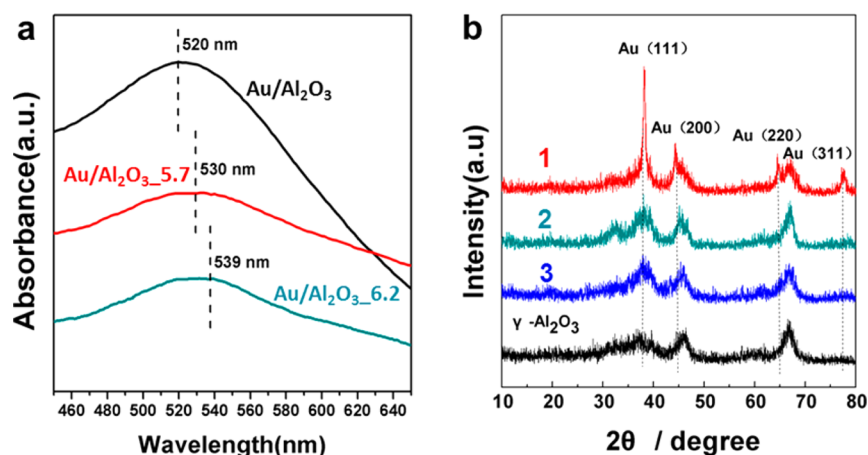 a
520 nm
Au/Al2O3
530 nm
Au/Al2O3_5.7
539 nm
Au/Al2O3_6.2
Absorbance(a.u.)
460 480 500 520 540 560 580 600 620 640
Wavelength(nm)
b
Au（111）
Au（200）
Au（220）
Au（311）
1
2
3
γ -Al2O3
Intensity(a.u)
10 20 30 40 50 60 70 80
2θ / degree